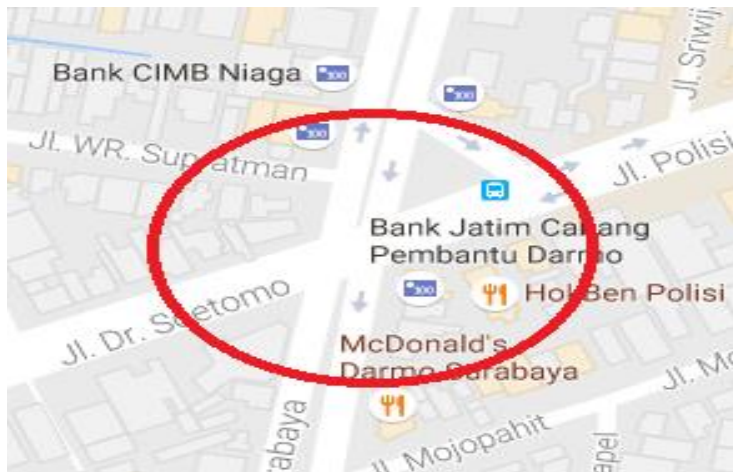 Jl. Sriwij
Bank CIMB Niaga
Jl. WR. Supratman
Jl. Polisi
Bank Jatim Cabang
Pembantu Darmo
HokBen Polisi
Jl. Dr. Soetomo
McDonald's
Darmo Surabaya
Jl. Mo
Jl. Mojopahit
rabaya
apel